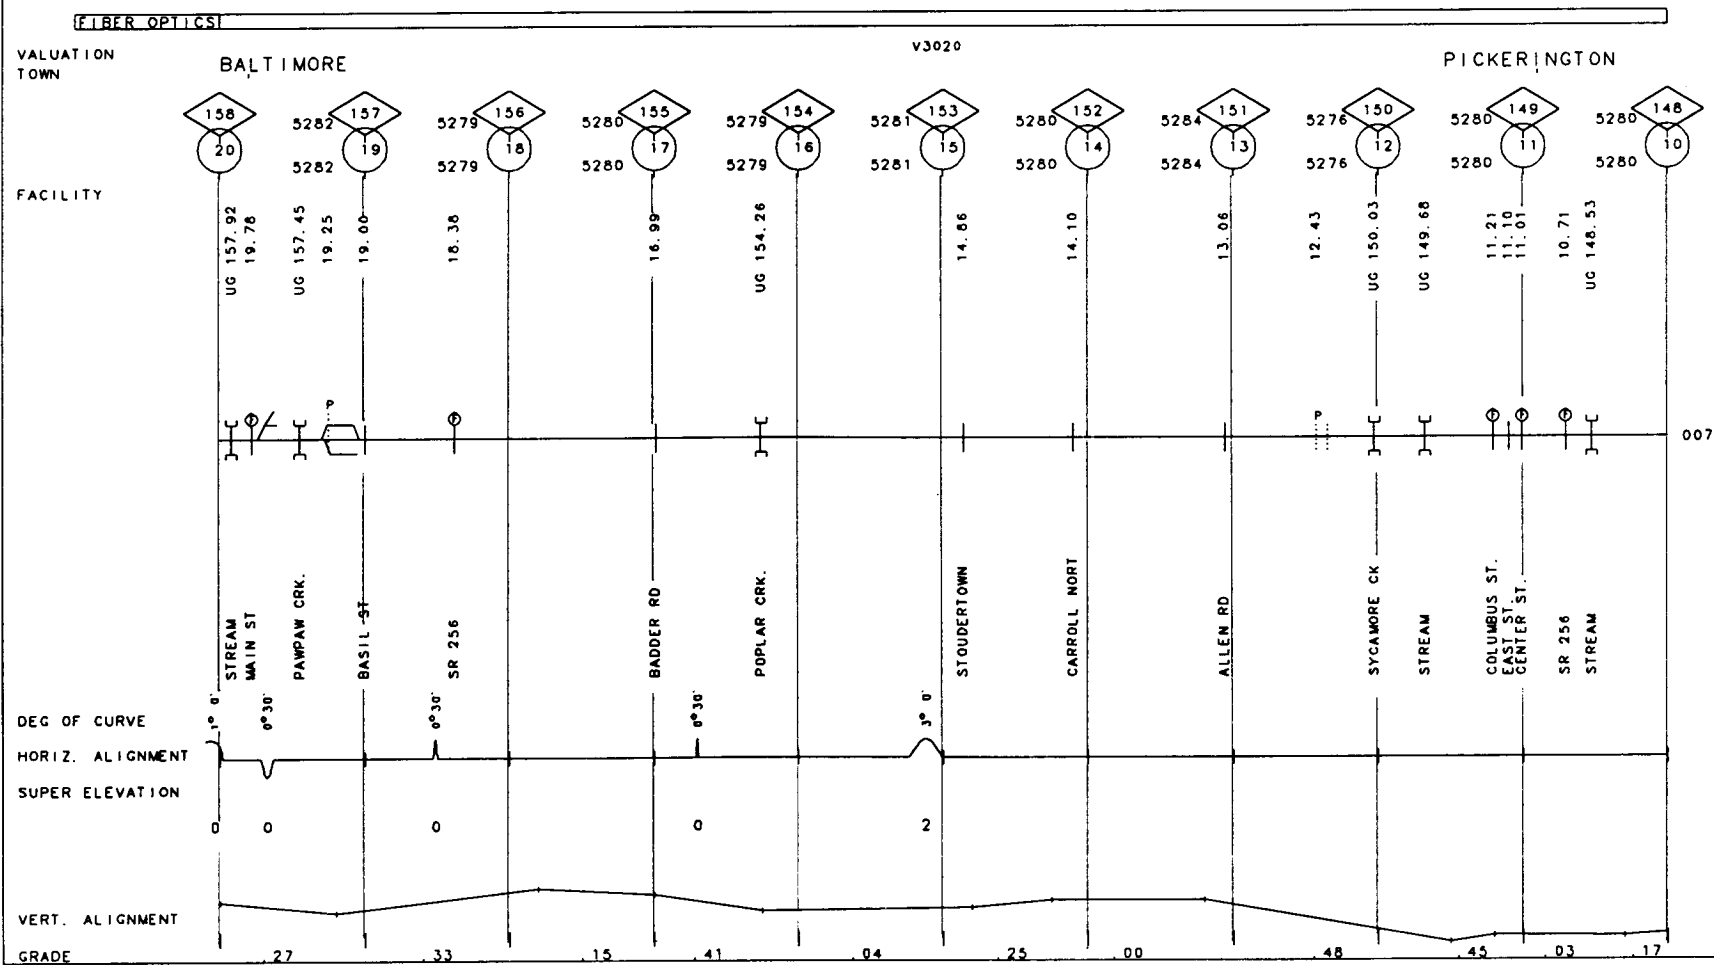 FIBER OPTICS
VALUATION V3020
TOWN BALTIMORE PICKERINGTON
158 157 156 155 154 153 152 151 150 149 148
5282 5279 5280 5279 5281 5280 5284 5276 5280 5280
20 19 18 17 16 15 14 13 12 11 10
5282 5279 5280 5279 5281 5280 5284 5276 5280 5280
FACILITY
UG 157.92
19.78
UG 157.45
19.25
19.00
18.38
16.99
UG 154.26
14.86
14.10
13.06
12.43
UG 150.03
UG 149.68
11.21
11.10
11.01
10.71
UG 148.53
P P
F F F F F
007
STREAM
MAIN ST
PAWPAW CRK.
BASIL ST
SR 256
BADDER RD
POPLAR CRK.
STOUDERTOWN
CARROLL NORT
ALLEN RD
SYCAMORE CK
STREAM
COLUMBUS ST.
EAST ST.
CENTER ST.
SR 256
STREAM
DEG OF CURVE 1° 0' 0°30' 0°30' 0°30' 3° 0'
HORIZ. ALIGNMENT
SUPER ELEVATION
0 0 0 0 2
VERT. ALIGNMENT
GRADE .27 .33 .15 .41 .04 .25 .00 .48 .45 .03 .17